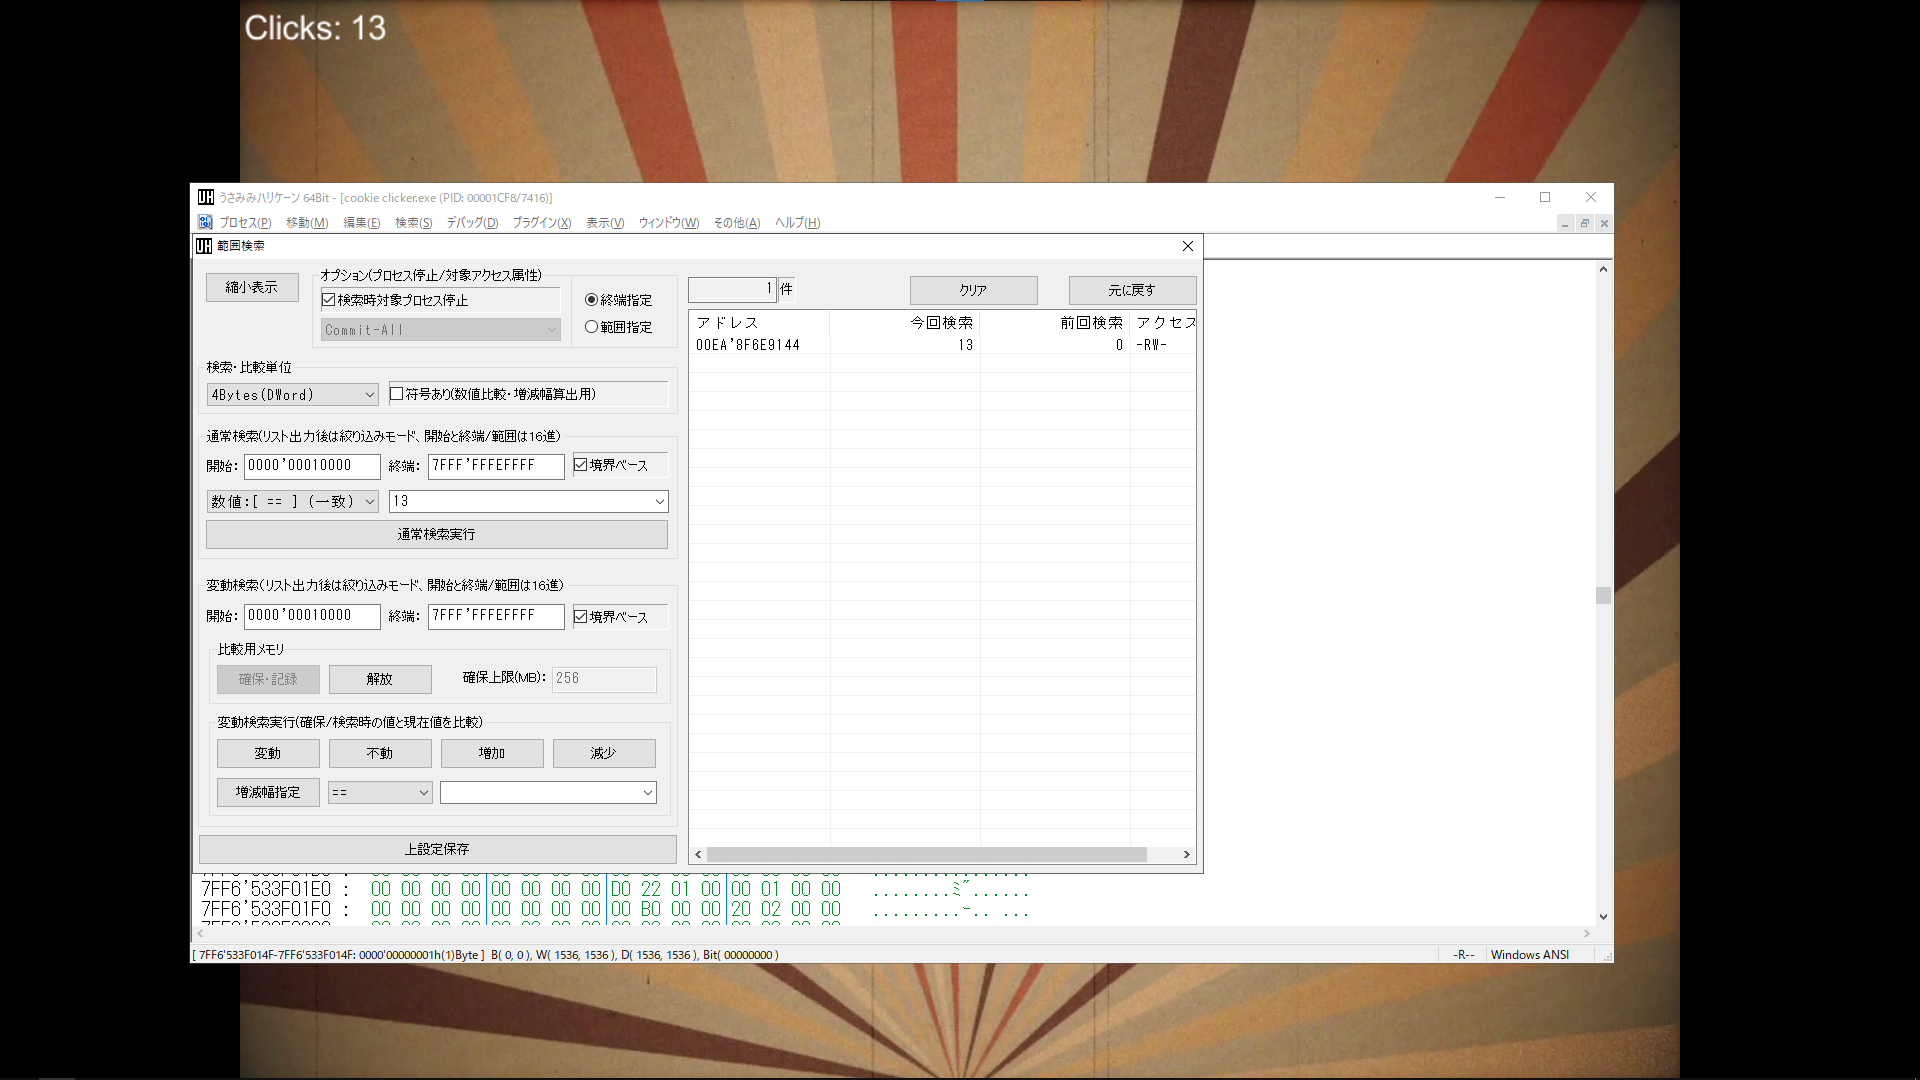 Clicks: 13
うさみみハリケーン 64Bit - [cookie clicker.exe (PID: 00001CF8/7416)]
プロセス(P) 移動(M) 編集(E) 検索(S) デバッグ(D) プラグイン(X) 表示(V) ウィンドウ(W) その他(A) ヘルプ(H)
範囲検索
縮小表示
オプション(プロセス停止/対象アクセス属性)
検索時対象プロセス停止
Commit-All
終端指定
範囲指定
検索・比較単位
4Bytes(DWord)
符号あり(数値比較・増減幅算出用)
通常検索(リスト出力後は絞り込みモード、開始と終端/範囲は16進)
開始: 0000'00010000 終端: 7FFF'FFFEFFFF 境界ベース
数値:[ == ] (一致) 13
通常検索実行
変動検索(リスト出力後は絞り込みモード、開始と終端/範囲は16進)
開始: 0000'00010000 終端: 7FFF'FFFEFFFF 境界ベース
比較用メモリ
確保・記録 解放 確保上限(MB): 256
変動検索実行(確保/検索時の値と現在値を比較)
変動 不動 増加 減少
増減幅指定 ==
上設定保存
1 件 クリア 元に戻す
アドレス 今回検索 前回検索 アクセス
00EA'8F6E9144 13 0 -RW-
7FF6'533F01E0 : 00 00 00 00 00 00 00 00 D0 22 01 00 00 01 00 00 ........ﾐ"......
7FF6'533F01F0 : 00 00 00 00 00 00 00 00 00 B0 00 00 20 02 00 00 .........ｰ.. ...
[ 7FF6'533F014F-7FF6'533F014F: 0000'00000001h(1)Byte ] B( 0, 0 ), W( 1536, 1536 ), D( 1536, 1536 ), Bit( 00000000 )
-R-- Windows ANSI